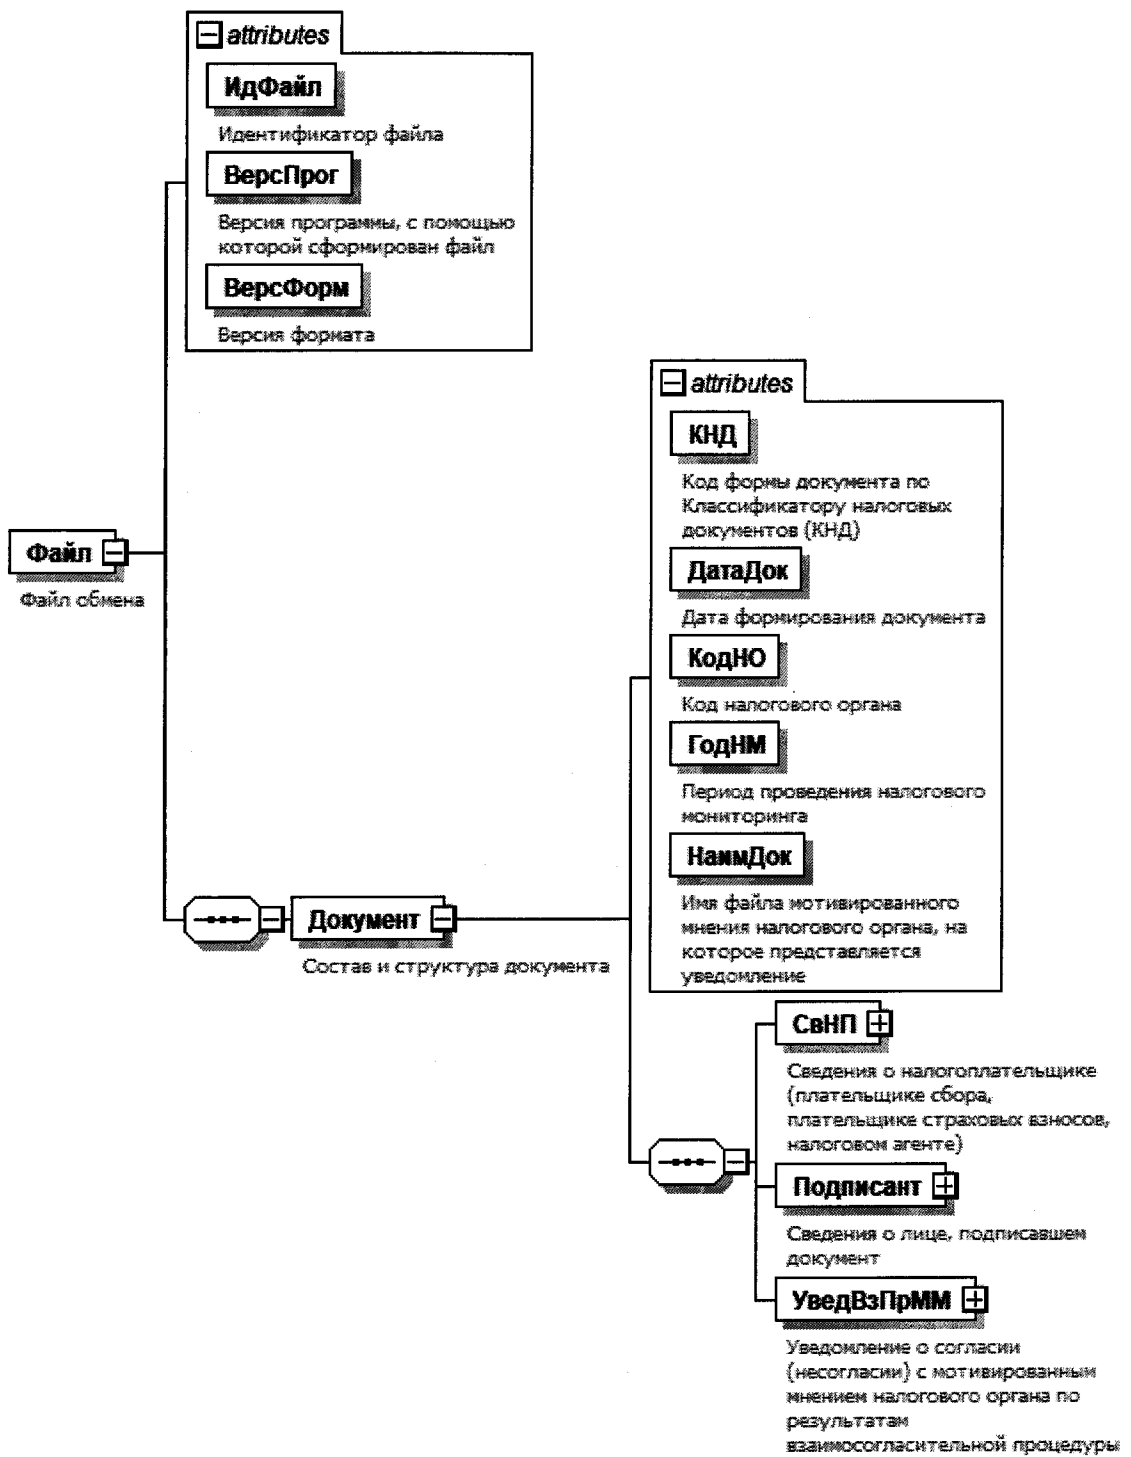 attributes
ИдФайл
Идентификатор файла
ВерсПрог
Версия программы, с помощью
которой сформирован файл
ВерсФорм
Версия формата
Файл
Файл обмена
attributes
КНД
Код формы документа по
Классификатору налоговых
документов (КНД)
ДатаДок
Дата формирования документа
КодНО
Код налогового органа
ГодНМ
Период проведения налогового
мониторинга
НаимДок
Имя файла мотивированного
мнения налогового органа, на
которое представляется
уведомление
Документ
Состав и структура документа
СвНП
Сведения о налогоплательщике
(плательщике сбора,
плательщике страховых взносов,
налоговом агенте)
Подписант
Сведения о лице, подписавшем
документ
УведВзПрММ
Уведомление о согласии
(несогласии) с мотивированным
мнением налогового органа по
результатам
взаимосогласительной процедуры